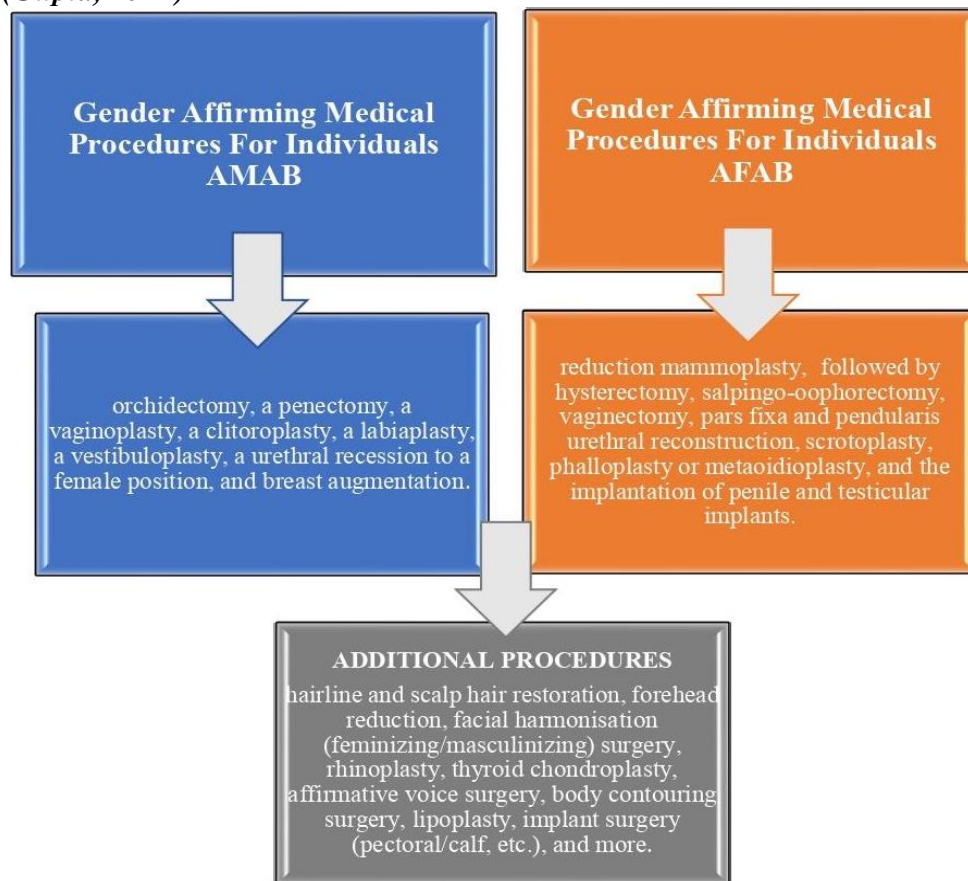 Gender Affirming Medical
Procedures For Individuals
AMAB
Gender Affirming Medical
Procedures For Individuals
AFAB
orchidectomy, a penectomy, a
vaginoplasty, a clitoroplasty, a labiaplasty,
a vestibuloplasty, a urethral recession to a
female position, and breast augmentation.
reduction mammoplasty, followed by
hysterectomy, salpingo-oophorectomy,
vaginectomy, pars fixa and pendularis
urethral reconstruction, scrotoplasty,
phalloplasty or metaoidioplasty, and the
implantation of penile and testicular
implants.
ADDITIONAL PROCEDURES
hairline and scalp hair restoration, forehead
reduction, facial harmonisation
(feminizing/masculinizing) surgery,
rhinoplasty, thyroid chondroplasty,
affirmative voice surgery, body contouring
surgery, lipoplasty, implant surgery
(pectoral/calf, etc.), and more.